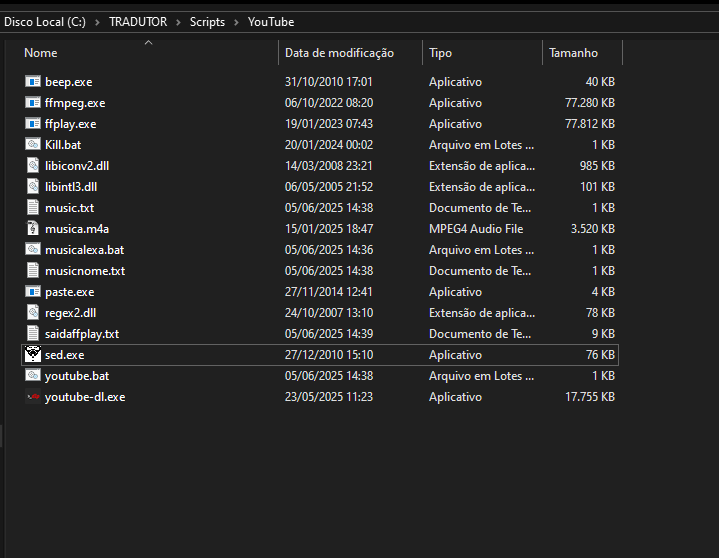 Disco Local (C:) > TRADUTOR > Scripts > YouTube
Nome Data de modificação Tipo Tamanho
beep.exe 31/10/2010 17:01 Aplicativo 40 KB
ffmpeg.exe 06/10/2022 08:20 Aplicativo 77.280 KB
ffplay.exe 19/01/2023 07:43 Aplicativo 77.812 KB
Kill.bat 20/01/2024 00:02 Arquivo em Lotes ... 1 KB
libiconv2.dll 14/03/2008 23:21 Extensão de aplica... 985 KB
libintl3.dll 06/05/2005 21:52 Extensão de aplica... 101 KB
music.txt 05/06/2025 14:38 Documento de Te... 1 KB
musica.m4a 15/01/2025 18:47 MPEG4 Audio File 3.520 KB
musicalexa.bat 05/06/2025 14:36 Arquivo em Lotes ... 1 KB
musicnome.txt 05/06/2025 14:38 Documento de Te... 1 KB
paste.exe 27/11/2014 12:41 Aplicativo 4 KB
regex2.dll 24/10/2007 13:10 Extensão de aplica... 78 KB
saidaffplay.txt 05/06/2025 14:39 Documento de Te... 9 KB
sed.exe 27/12/2010 15:10 Aplicativo 76 KB
youtube.bat 05/06/2025 14:38 Arquivo em Lotes ... 1 KB
youtube-dl.exe 23/05/2025 11:23 Aplicativo 17.755 KB